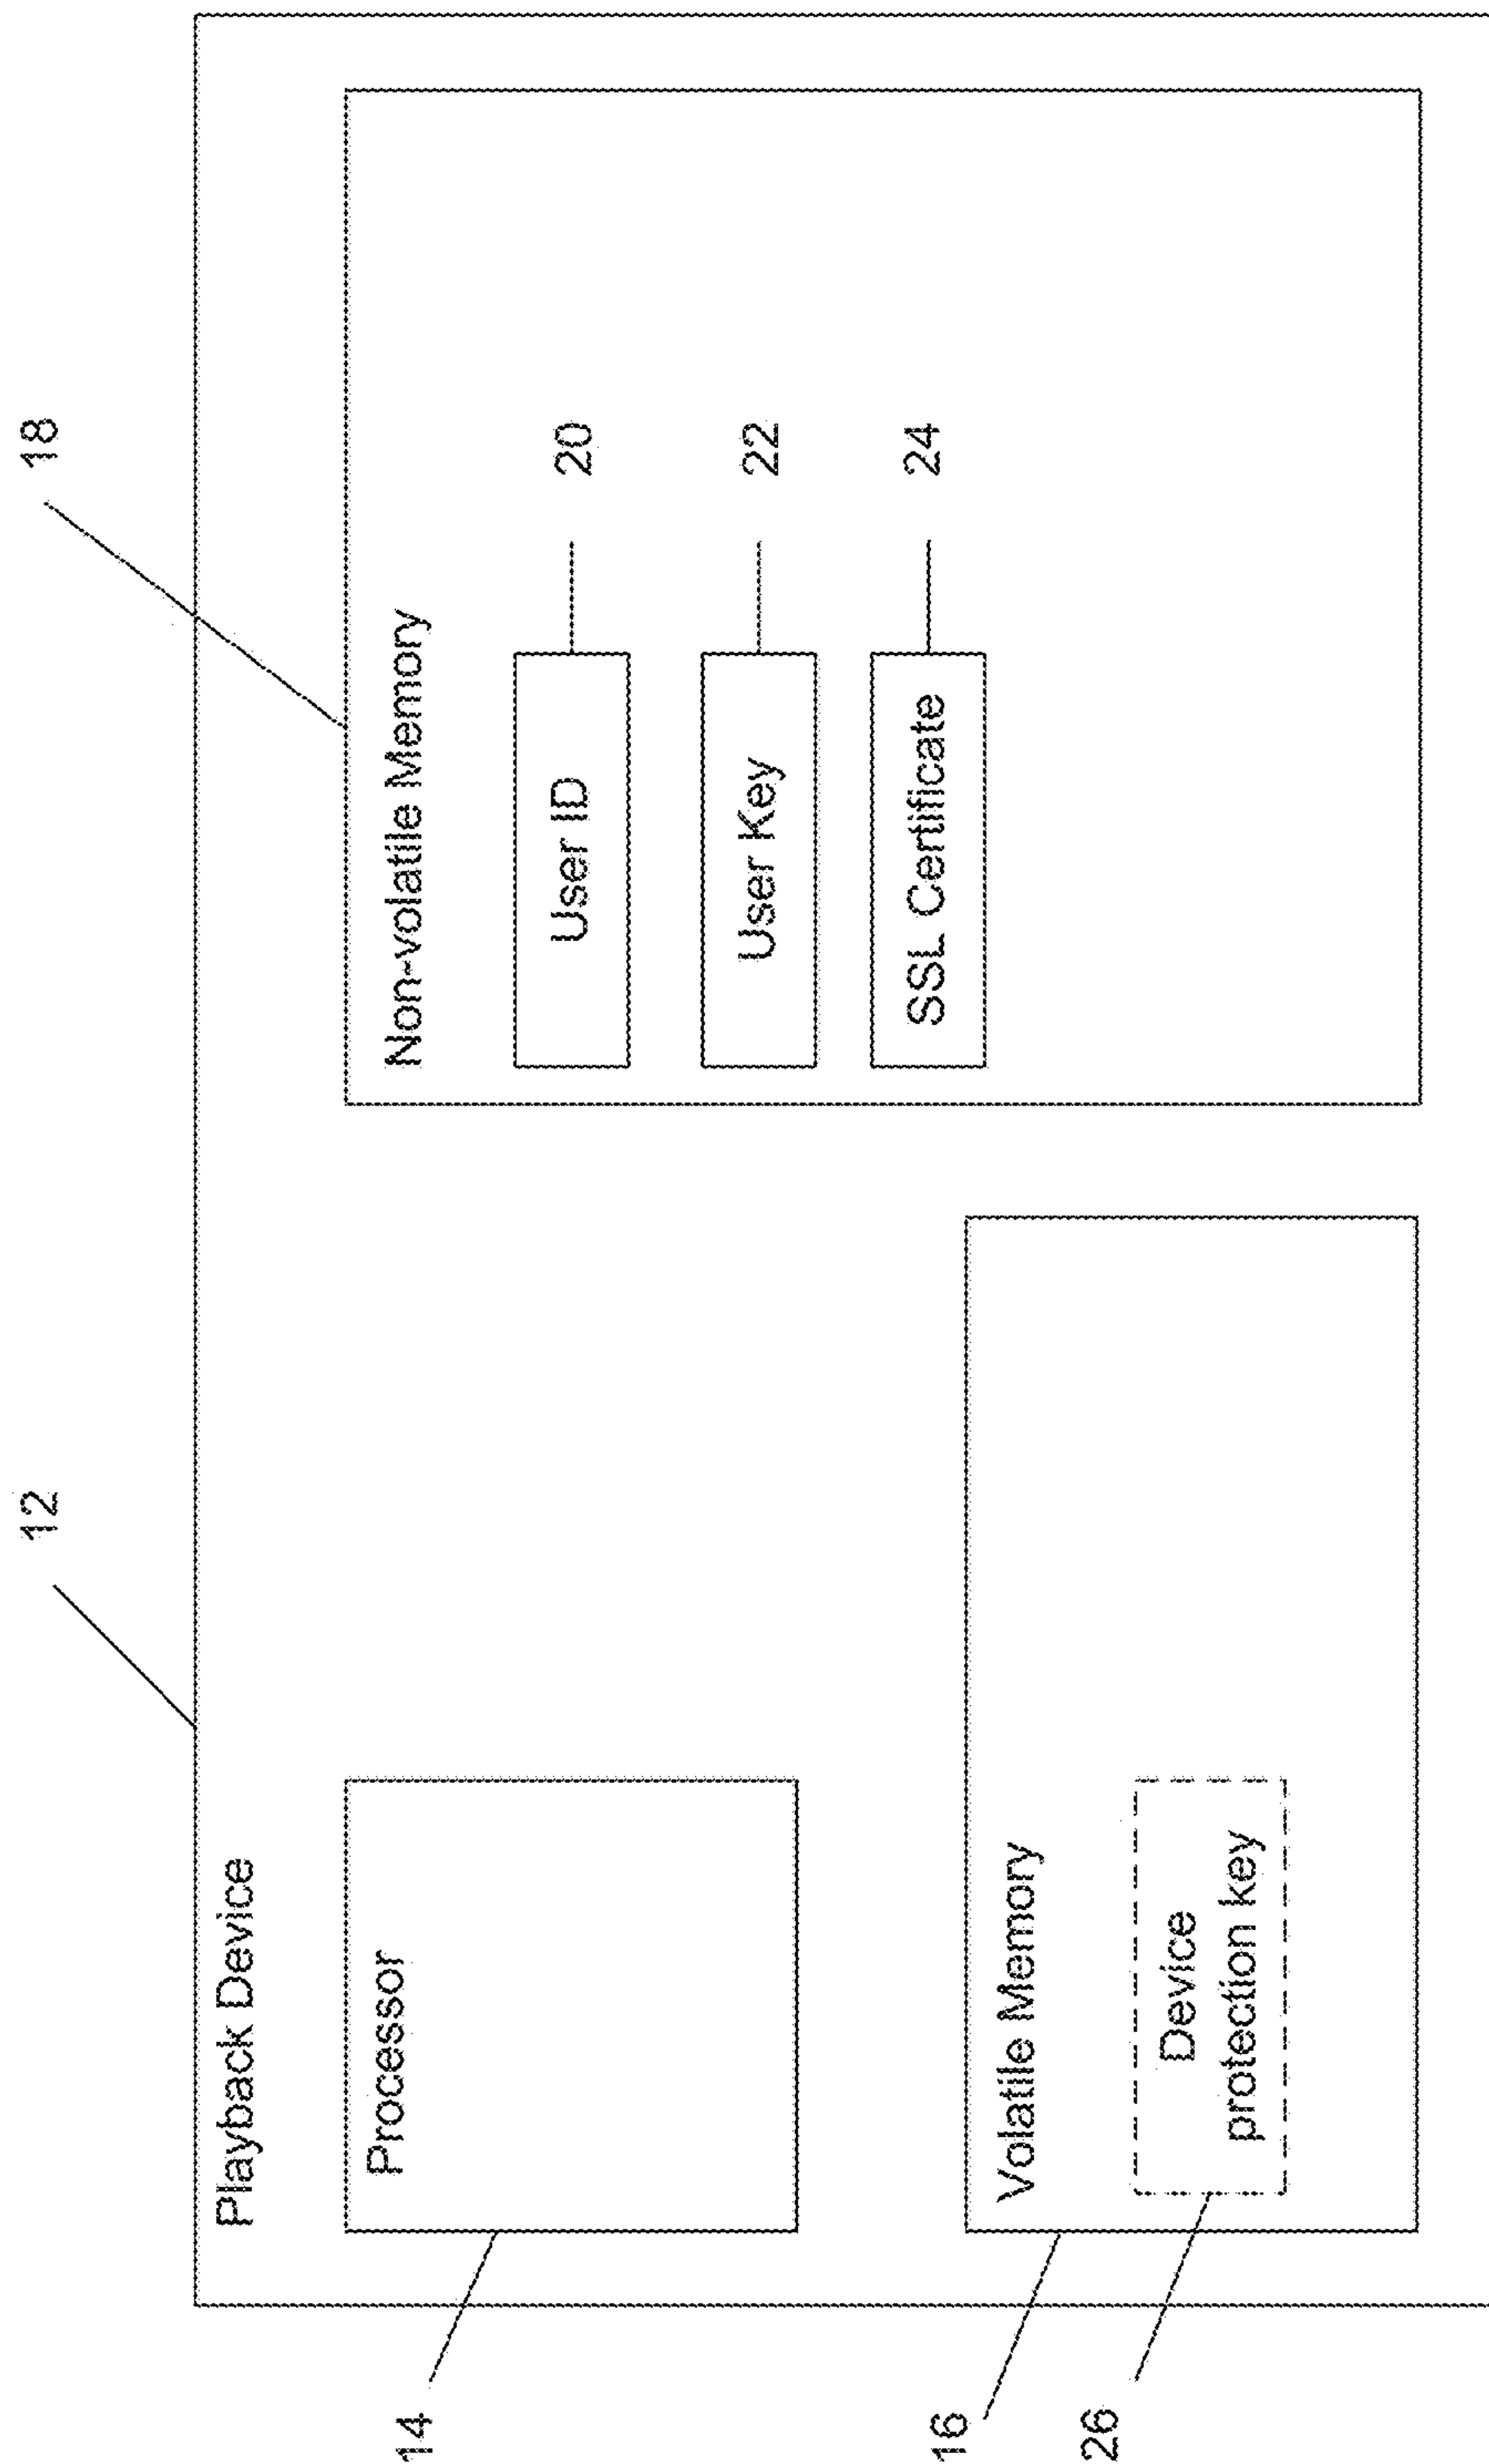 12
18
Playback Device
Processor
14
Non-volatile Memory
User ID
20
User Key
22
SSL Certificate
24
Volatile Memory
16
Device
protection key
26